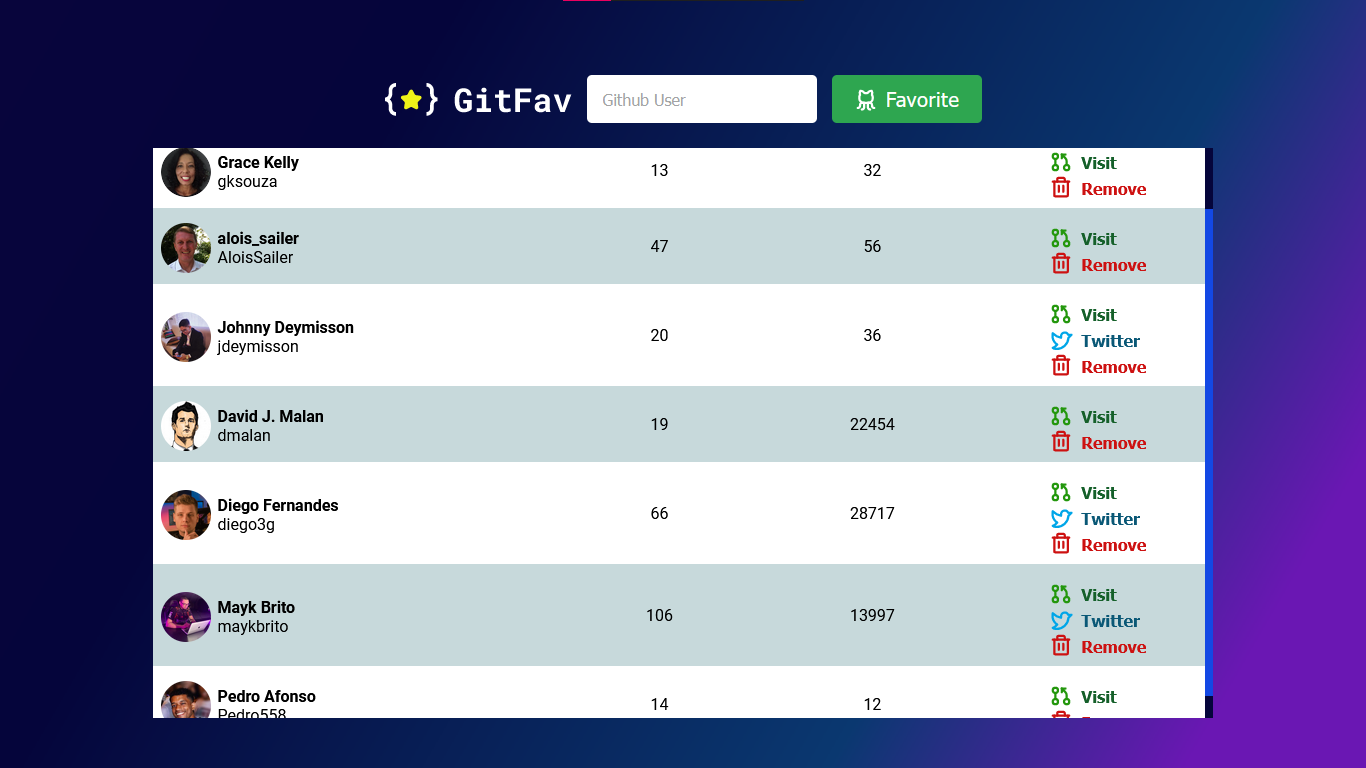 GitFav Github User Favorite
Grace Kelly
gksouza
13 32
Visit
Remove
alois_sailer
AloisSailer
47 56
Visit
Remove
Johnny Deymisson
jdeymisson
20 36
Visit
Twitter
Remove
David J. Malan
dmalan
19 22454
Visit
Remove
Diego Fernandes
diego3g
66 28717
Visit
Twitter
Remove
Mayk Brito
maykbrito
106 13997
Visit
Twitter
Remove
Pedro Afonso
Pedro558
14 12
Visit